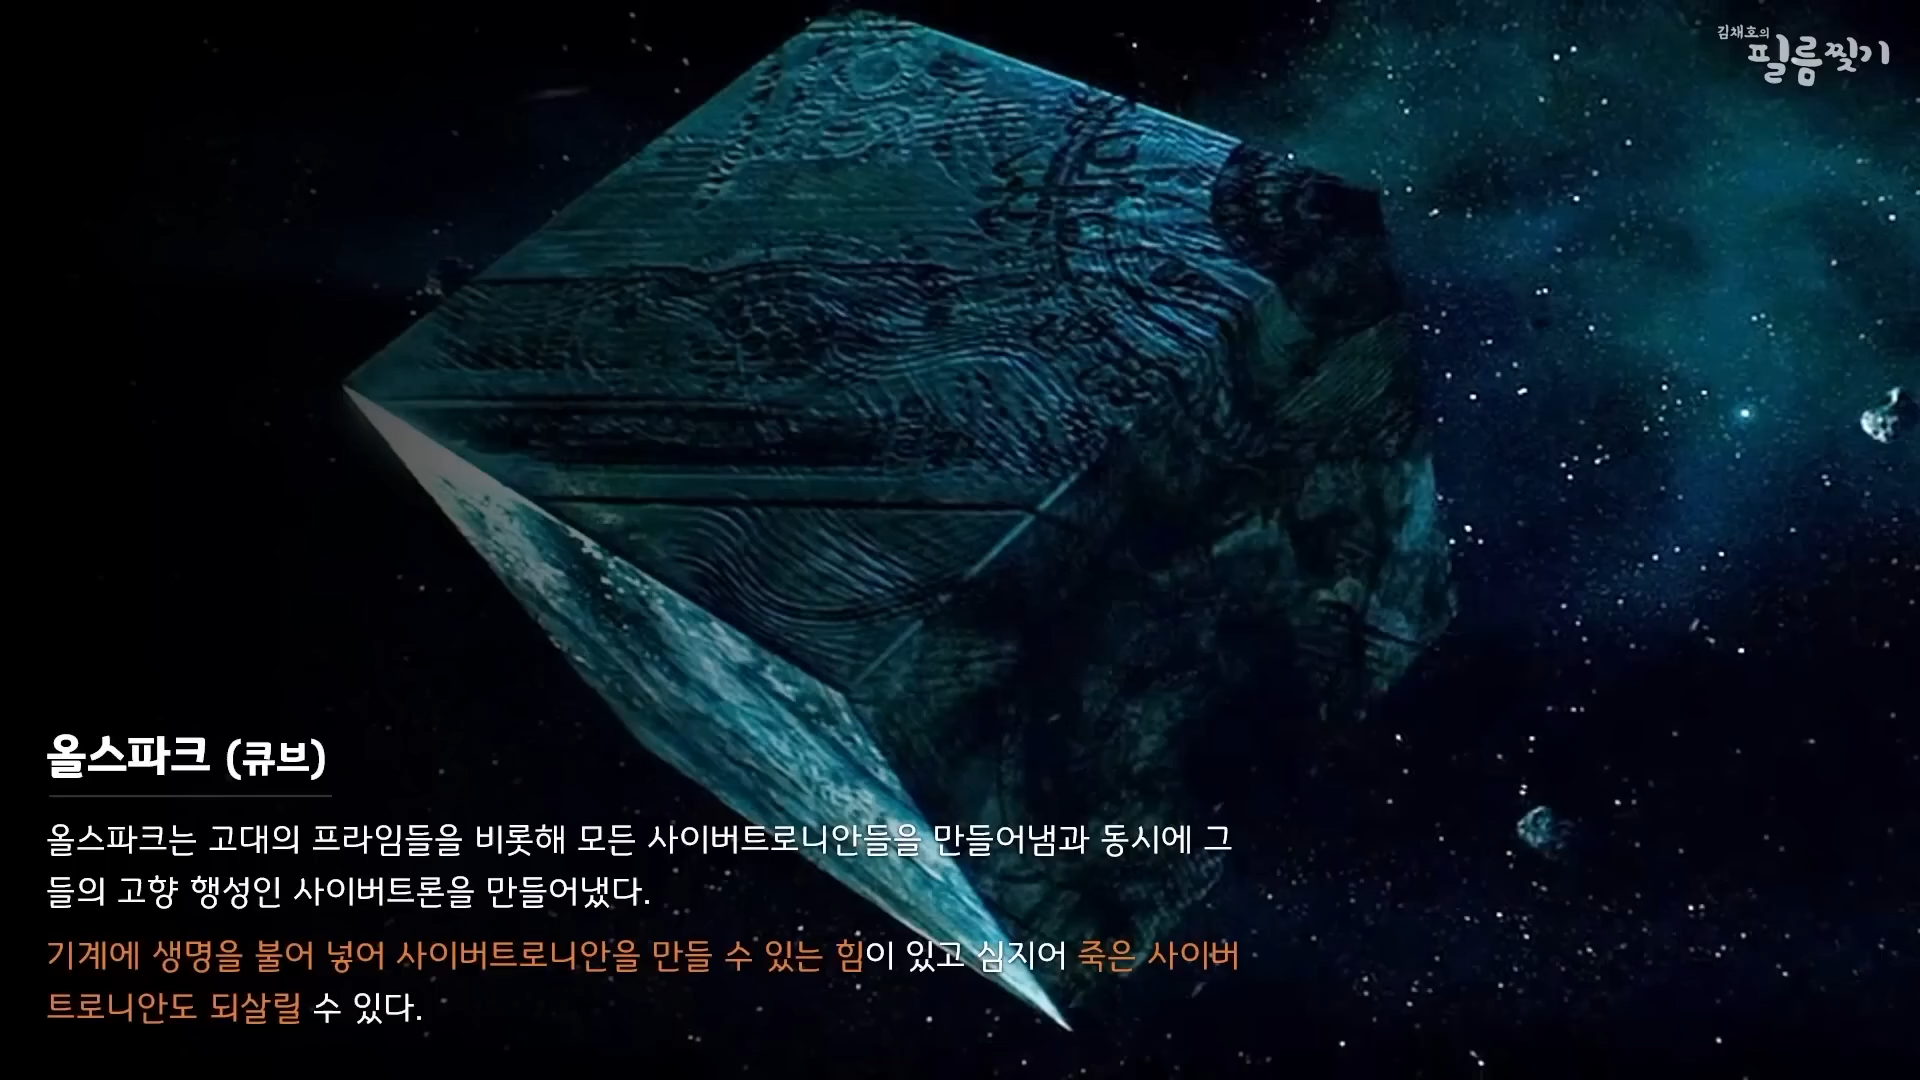 김채호의
필름찢기
올스파크 (큐브)
올스파크는 고대의 프라임들을 비롯해 모든 사이버트로니안들을 만들어냄과 동시에 그
들의 고향 행성인 사이버트론을 만들어냈다.
기계에 생명을 불어 넣어 사이버트로니안을 만들 수 있는 힘이 있고 심지어 죽은 사이버
트로니안도 되살릴 수 있다.